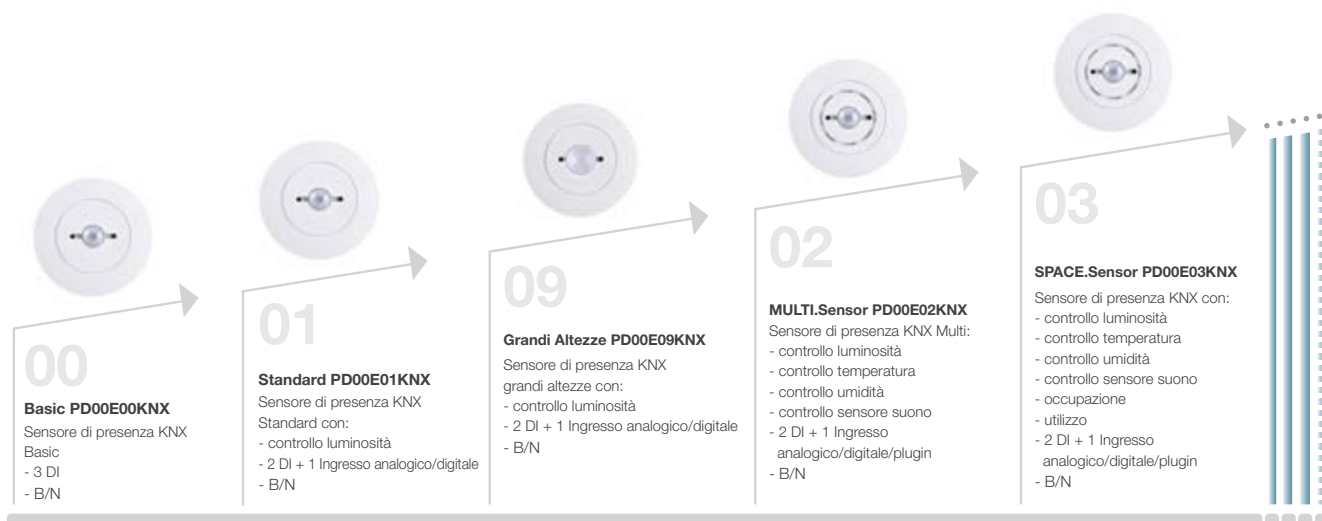 00
Basic PD00E00KNX
Sensore di presenza KNX
Basic
- 3 DI
- B/N
01
Standard PD00E01KNX
Sensore di presenza KNX
Standard con:
- controllo luminosità
- 2 DI + 1 Ingresso analogico/digitale
- B/N
09
Grandi Altezze PD00E09KNX
Sensore di presenza KNX
grandi altezze con:
- controllo luminosità
- 2 DI + 1 Ingresso analogico/digitale
- B/N
02
MULTI.Sensor PD00E02KNX
Sensore di presenza KNX Multi:
- controllo luminosità
- controllo temperatura
- controllo umidità
- controllo sensore suono
- 2 DI + 1 Ingresso
analogico/digitale/plugin
- B/N
03
SPACE.Sensor PD00E03KNX
Sensore di presenza KNX con:
- controllo luminosità
- controllo temperatura
- controllo umidità
- controllo sensore suono
- occupazione
- utilizzo
- 2 DI + 1 Ingresso
analogico/digitale/plugin
- B/N